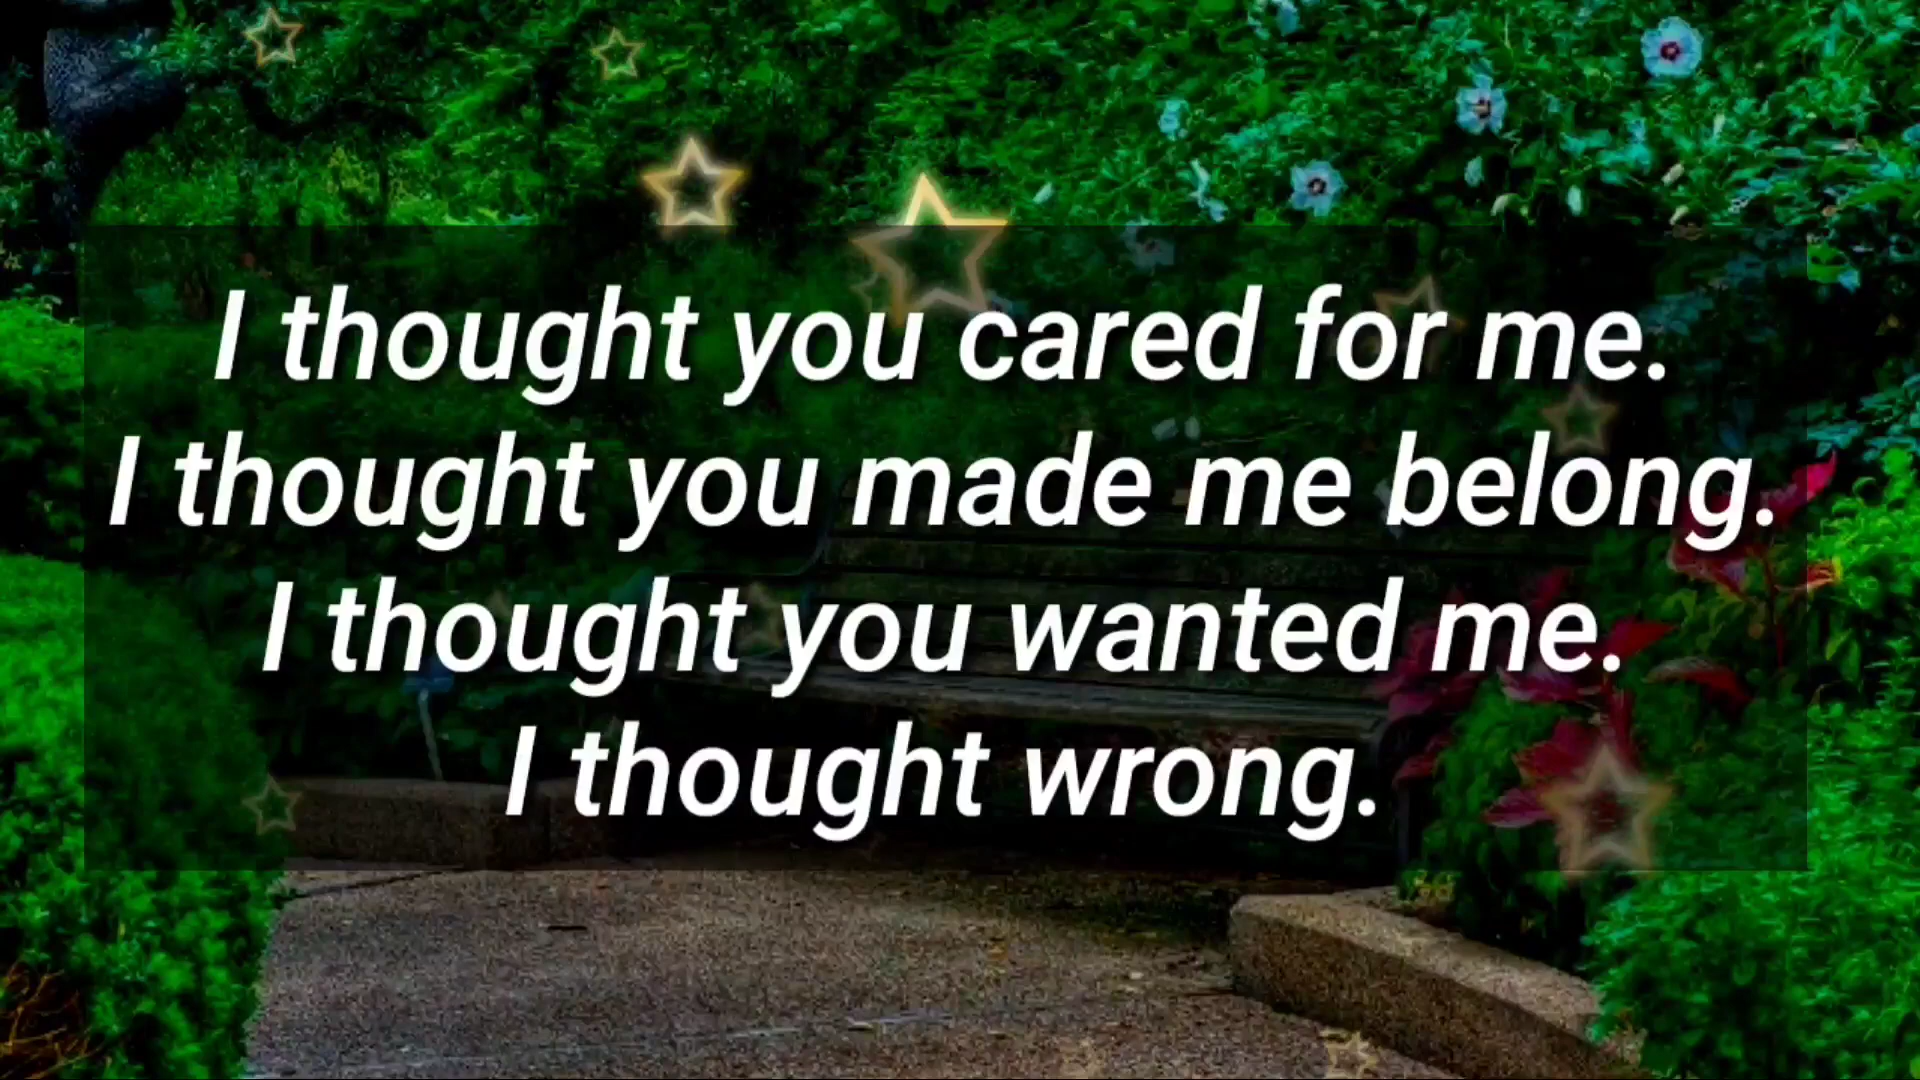 I thought you cared for me.
I thought you made me belong.
I thought you wanted me.
I thought wrong.